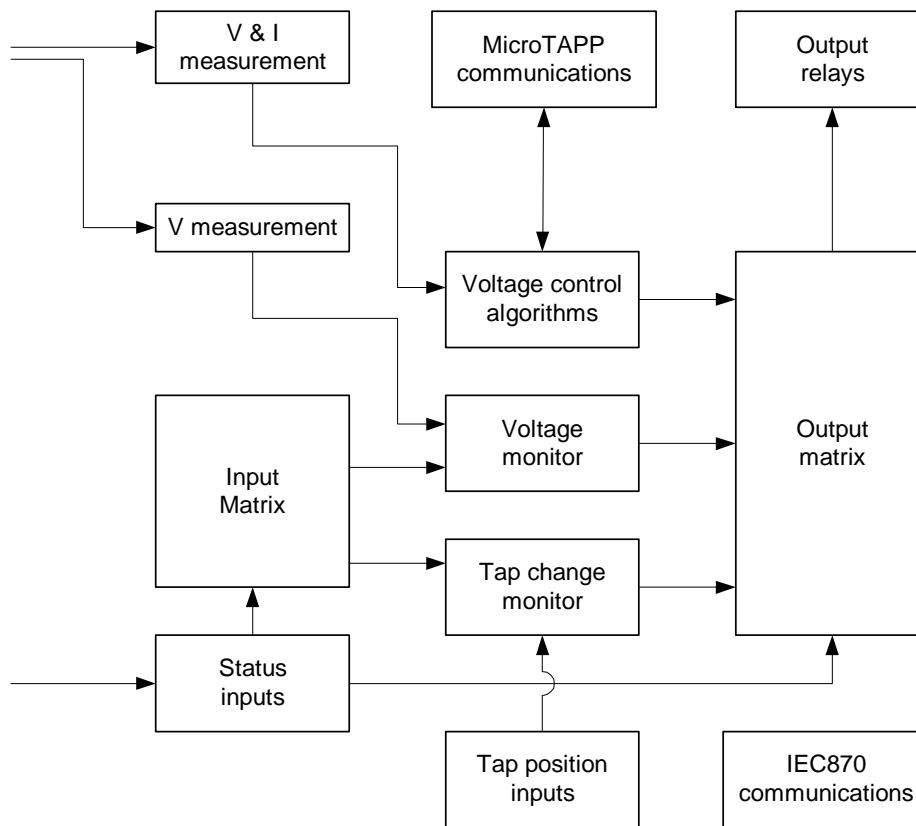 V & I
measurement
MicroTAPP
communications
Output
relays
V measurement
Voltage control
algorithms
Input
Matrix
Voltage
monitor
Output
matrix
Tap change
monitor
Status
inputs
Tap position
inputs
IEC870
communications